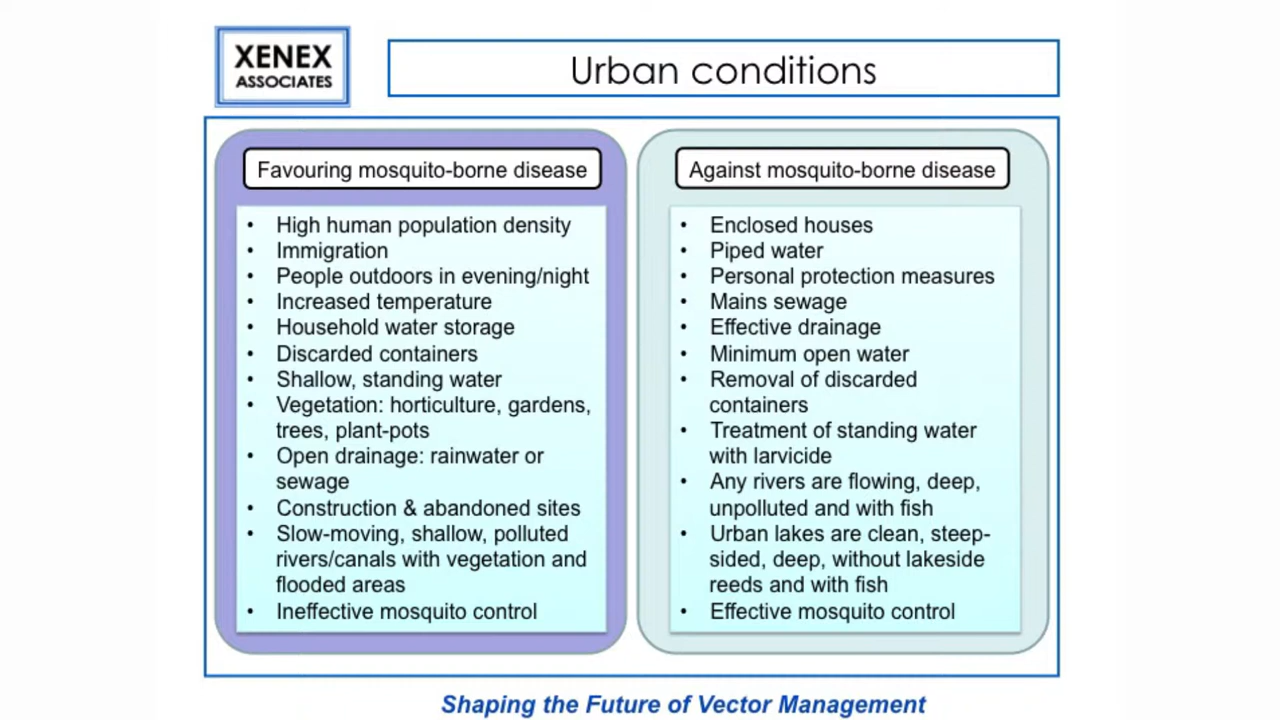 XENEX
ASSOCIATES
Urban conditions
Favouring mosquito-borne disease
• High human population density
• Immigration
• People outdoors in evening/night
• Increased temperature
• Household water storage
• Discarded containers
• Shallow, standing water
• Vegetation: horticulture, gardens,
trees, plant-pots
• Open drainage: rainwater or
sewage
• Construction & abandoned sites
• Slow-moving, shallow, polluted
rivers/canals with vegetation and
flooded areas
• Ineffective mosquito control
Against mosquito-borne disease
• Enclosed houses
• Piped water
• Personal protection measures
• Mains sewage
• Effective drainage
• Minimum open water
• Removal of discarded
containers
• Treatment of standing water
with larvicide
• Any rivers are flowing, deep,
unpolluted and with fish
• Urban lakes are clean, steep-
sided, deep, without lakeside
reeds and with fish
• Effective mosquito control
Shaping the Future of Vector Management